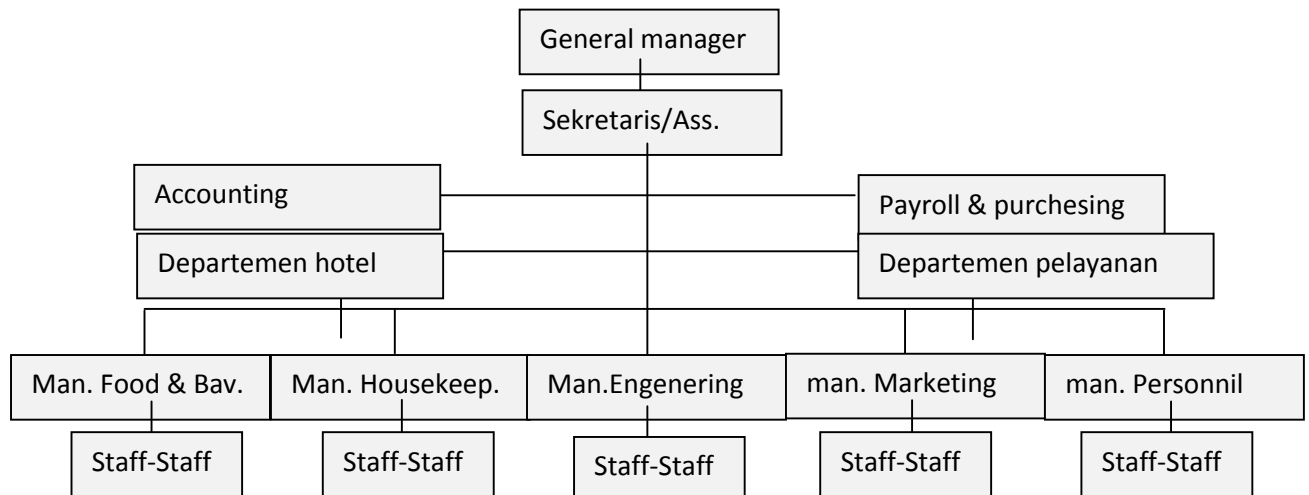 General manager
Sekretaris/Ass.
Accounting
Payroll & purchesing
Departemen hotel
Departemen pelayanan
Man. Food & Bav.
Man. Housekeep.
Man.Engenering
man. Marketing
man. Personnil
Staff-Staff
Staff-Staff
Staff-Staff
Staff-Staff
Staff-Staff